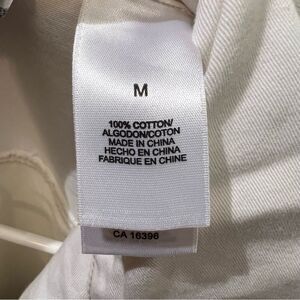 M
100% COTTON/
ALGODON/COTON
MADE IN CHINA
HECHO EN CHINA
FABRIQUE EN CHINE
CA 16398